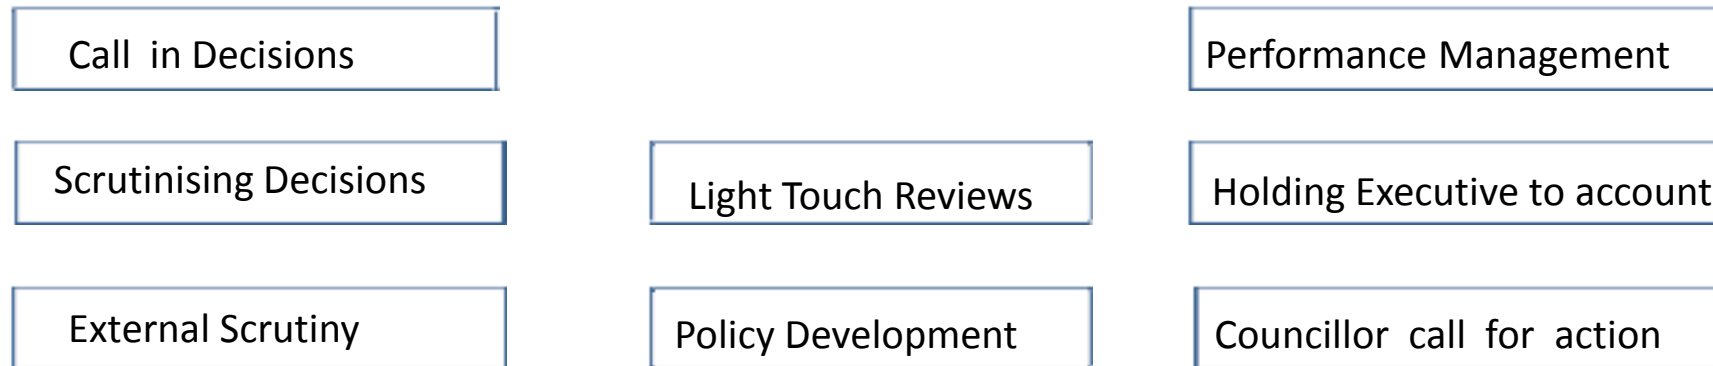 Call in Decisions
Performance Management
Scrutinising Decisions
Light Touch Reviews
Holding Executive to account
External Scrutiny
Policy Development
Councillor call for action